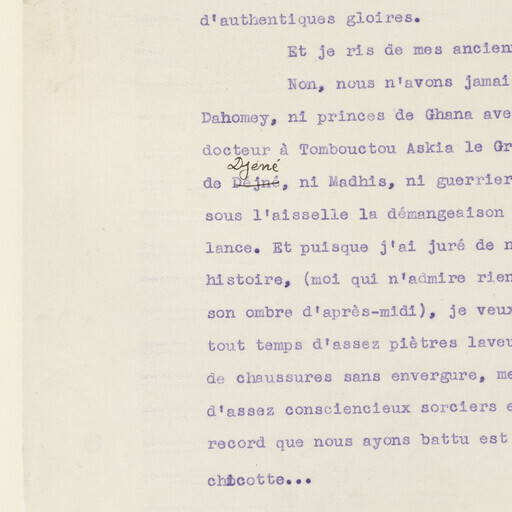 d'authentiques gloires.
Et je ris de mes ancien
Non, nous n'avons jamai
Dahomey, ni princes de Ghana ave
docteur à Tombouctou Askia le Gr
Djéné
de Dejné, ni Madhis, ni guerrier
sous l'aisselle la démangeaison
lance. Et puisque j'ai juré de n
histoire, (moi qui n'admire rien
son ombre d'après-midi), je veux
tout temps d'assez piètres laveu
de chaussures sans envergure, me
d'assez consciencieux sorciers e
record que nous ayons battu est
chicotte...